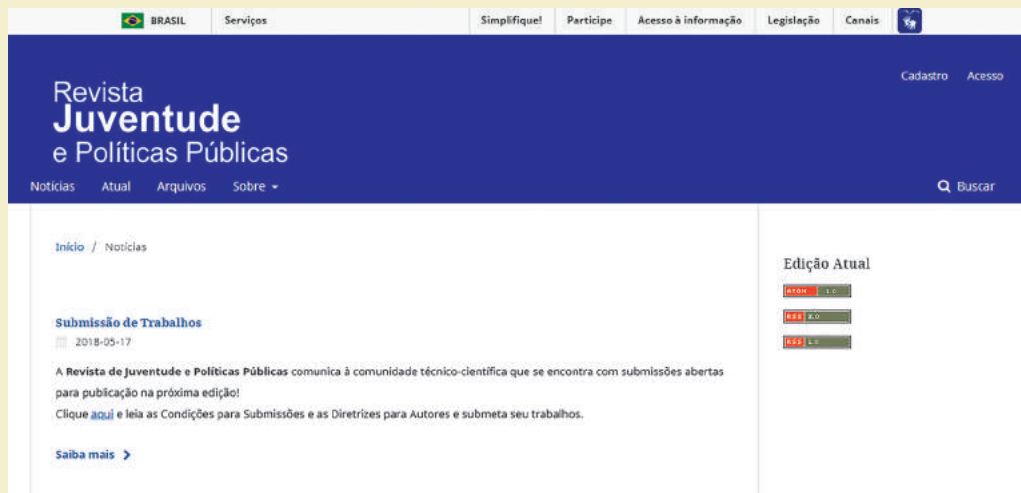 BRASIL Serviços Simplifique! Participe Acesso à informação Legislação Canais
Cadastro Acesso
Revista
Juventude
e Políticas Públicas
Notícias Atual Arquivos Sobre Buscar
Início / Notícias
Edição Atual
ATOM 1.0
RSS 2.0
RSS 1.0
Submissão de Trabalhos
2018-05-17
A Revista de Juventude e Políticas Públicas comunica à comunidade técnico-científica que se encontra com submissões abertas
para publicação na próxima edição!
Clique aqui e leia as Condições para Submissões e as Diretrizes para Autores e submeta seu trabalhos.
Saiba mais